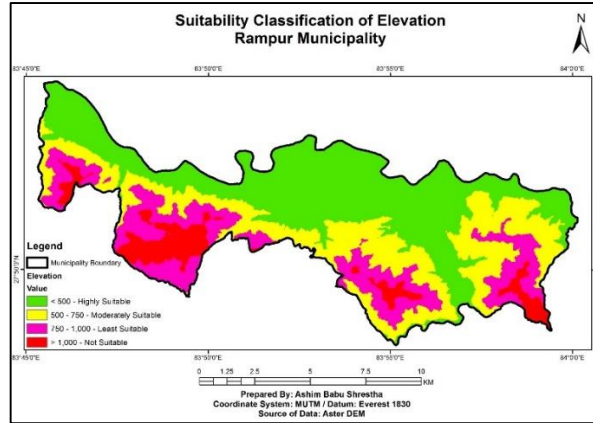 Suitability Classification of Elevation
Rampur Municipality
N
83°45'0"E 83°50'0"E 83°55'0"E 84°0'0"E
27°50'0"N
Legend
Municipality Boundary
Elevation
Value
< 500 - Highly Suitable
500 - 750 - Moderately Suitable
750 - 1,000 - Least Suitable
> 1,000 - Not Suitable
83°45'0"E 83°50'0"E 83°55'0"E 84°0'0"E
0 1.25 2.5 5 7.5 10
KM
Prepared By: Ashim Babu Shrestha
Coordinate System: MUTM / Datum: Everest 1830
Source of Data: Aster DEM